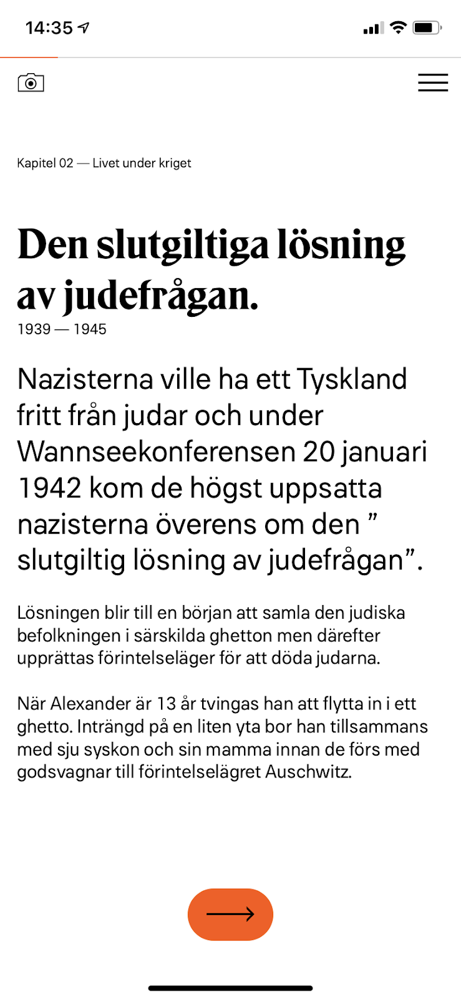 14:35
Kapitel 02 — Livet under kriget
Den slutgiltiga lösning
av judefrågan.
1939 — 1945
Nazisterna ville ha ett Tyskland
fritt från judar och under
Wannseekonferensen 20 januari
1942 kom de högst uppsatta
nazisterna överens om den ”
slutgiltig lösning av judefrågan”.
Lösningen blir till en början att samla den judiska
befolkningen i särskilda ghetton men därefter
upprättas förintelseläger för att döda judarna.
När Alexander är 13 år tvingas han att flytta in i ett
ghetto. Inträngd på en liten yta bor han tillsammans
med sju syskon och sin mamma innan de förs med
godsvagnar till förintelselägret Auschwitz.